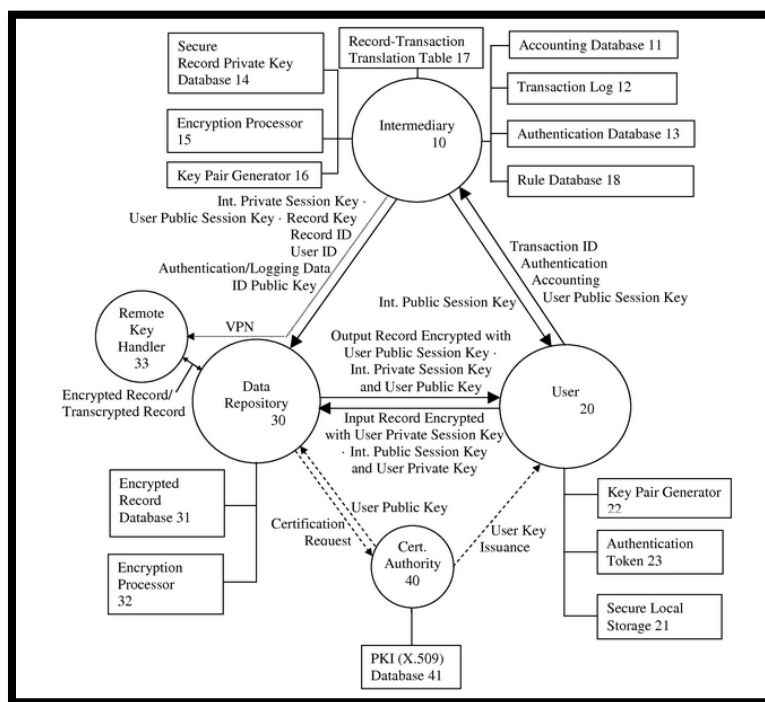 Secure
Record Private Key
Database 14
Record-Transaction
Translation Table 17
Accounting Database 11
Transaction Log 12
Encryption Processor
15
Intermediary
10
Authentication Database 13
Key Pair Generator 16
Rule Database 18
Int. Private Session Key ·
User Public Session Key · Record Key
Record ID
User ID
Authentication/Logging Data
ID Public Key
Transaction ID
Authentication
Accounting
User Public Session Key
Int. Public Session Key
Remote
Key
Handler
33
VPN
Output Record Encrypted with
User Public Session Key ·
Int. Private Session Key
and User Public Key
Encrypted Record/
Transcrypted Record
Data
Repository
30
User
20
Input Record Encrypted
with User Private Session Key
· Int. Public Session Key
and User Private Key
Encrypted
Record
Database 31
Key Pair Generator
22
User Public Key
Certification
Request
User Key
Issuance
Cert.
Authority
40
Authentication
Token 23
Encryption
Processor
32
Secure Local
Storage 21
PKI (X.509)
Database 41